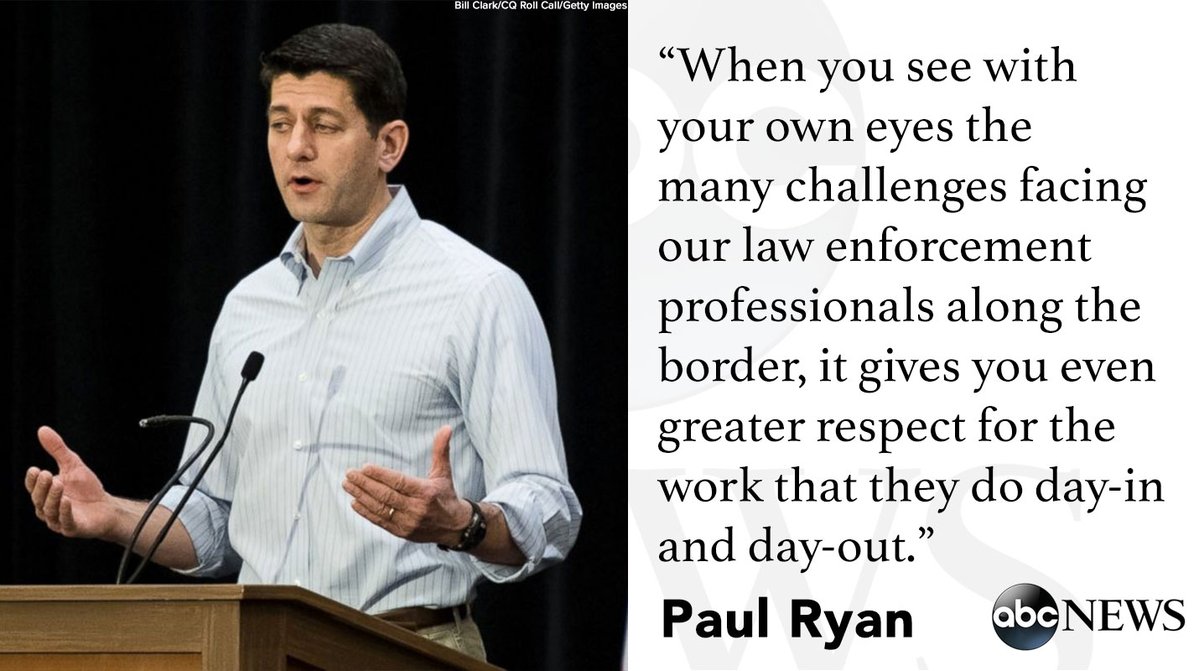 Bill Clark/CQ Roll Call/Getty Images
“When you see with
your own eyes the
many challenges facing
our law enforcement
professionals along the
border, it gives you even
greater respect for the
work that they do day-in
and day-out.”
Paul Ryan
abc NEWS